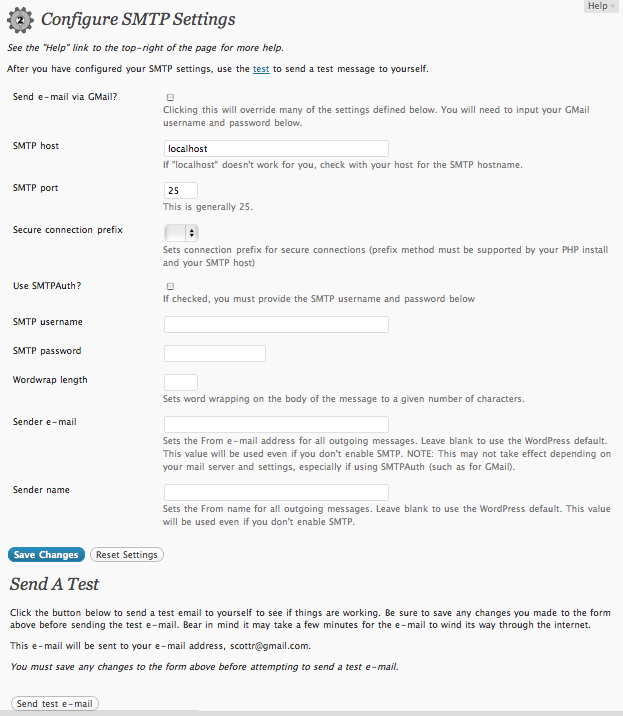 Help
2 Configure SMTP Settings
See the "Help" link to the top-right of the page for more help.
After you have configured your SMTP settings, use the test to send a test message to yourself.
Send e-mail via GMail?
Clicking this will override many of the settings defined below. You will need to input your GMail
username and password below.
SMTP host
localhost
If "localhost" doesn't work for you, check with your host for the SMTP hostname.
SMTP port
25
This is generally 25.
Secure connection prefix
Sets connection prefix for secure connections (prefix method must be supported by your PHP install
and your SMTP host)
Use SMTPAuth?
If checked, you must provide the SMTP username and password below
SMTP username
SMTP password
Wordwrap length
Sets word wrapping on the body of the message to a given number of characters.
Sender e-mail
Sets the From e-mail address for all outgoing messages. Leave blank to use the WordPress default.
This value will be used even if you don't enable SMTP. NOTE: This may not take effect depending on
your mail server and settings, especially if using SMTPAuth (such as for GMail).
Sender name
Sets the From name for all outgoing messages. Leave blank to use the WordPress default. This value
will be used even if you don't enable SMTP.
Save Changes Reset Settings
Send A Test
Click the button below to send a test email to yourself to see if things are working. Be sure to save any changes you made to the form
above before sending the test e-mail. Bear in mind it may take a few minutes for the e-mail to wind its way through the internet.
This e-mail will be sent to your e-mail address, scottr@gmail.com.
You must save any changes to the form above before attempting to send a test e-mail.
Send test e-mail